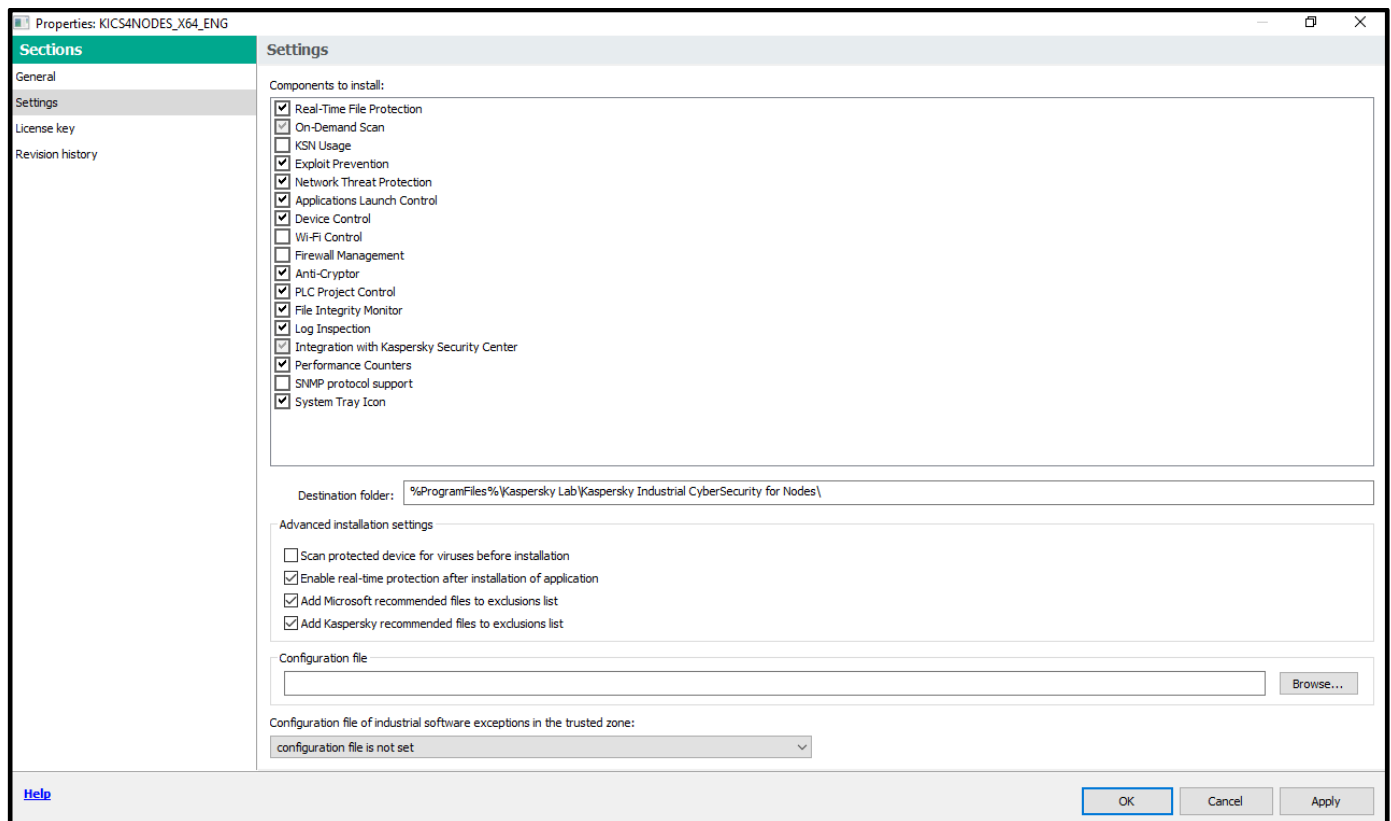 Properties: KICS4NODES_X64_ENG
Sections
General
Settings
License key
Revision history
Settings
Components to install:
Real-Time File Protection
On-Demand Scan
KSN Usage
Exploit Prevention
Network Threat Protection
Applications Launch Control
Device Control
Wi-Fi Control
Firewall Management
Anti-Cryptor
PLC Project Control
File Integrity Monitor
Log Inspection
Integration with Kaspersky Security Center
Performance Counters
SNMP protocol support
System Tray Icon
Destination folder: %ProgramFiles%\Kaspersky Lab\Kaspersky Industrial CyberSecurity for Nodes\
Advanced installation settings
Scan protected device for viruses before installation
Enable real-time protection after installation of application
Add Microsoft recommended files to exclusions list
Add Kaspersky recommended files to exclusions list
Configuration file
Browse...
Configuration file of industrial software exceptions in the trusted zone:
configuration file is not set
Help
OK Cancel Apply